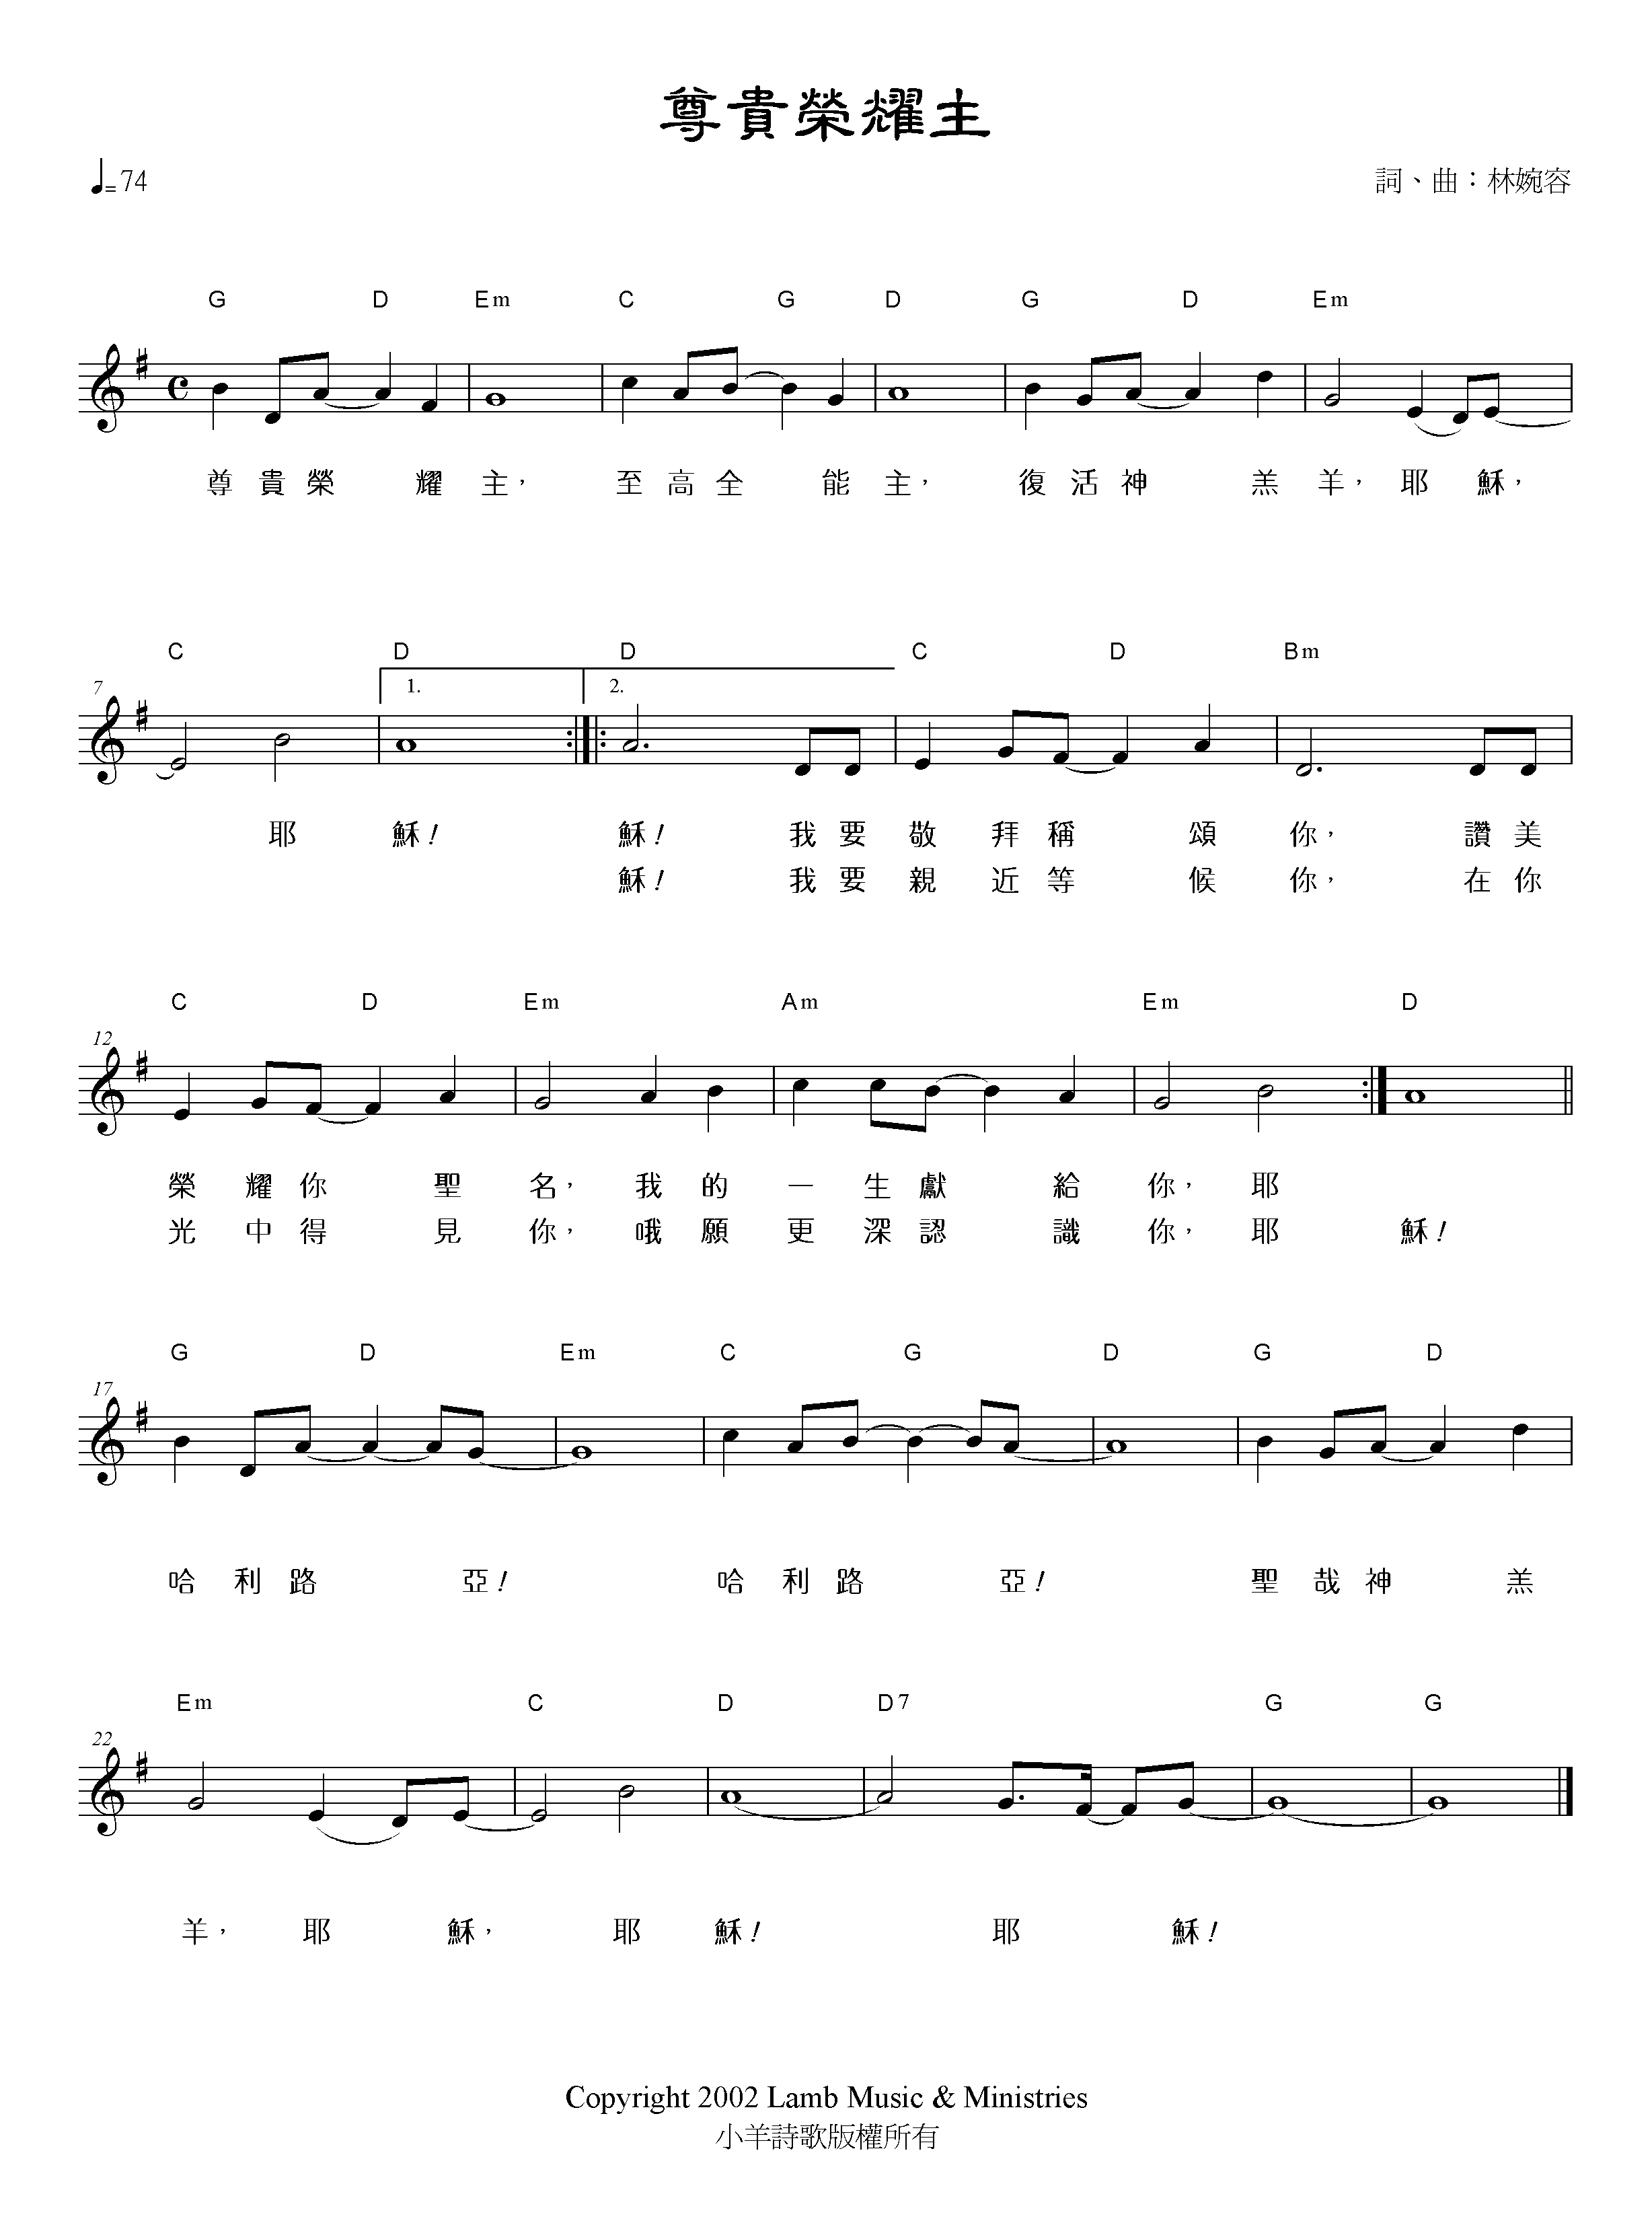 尊貴榮耀主
♩=74
詞、曲：林婉容
G D Em C G D G D Em
尊 貴 榮 耀 主， 至 高 全 能 主， 復 活 神 羔 羊， 耶 穌，
C D D C D Bm
7 1. 2.
耶 穌！ 穌！ 我 要 敬 拜 稱 頌 你， 讚 美
穌！ 我 要 親 近 等 候 你， 在 你
C D Em Am Em D
12
榮 耀 你 聖 名， 我 的 一 生 獻 給 你， 耶
光 中 得 見 你， 哦 願 更 深 認 識 你， 耶 穌！
G D Em C G D G D
17
哈 利 路 亞！ 哈 利 路 亞！ 聖 哉 神 羔
Em C D D7 G G
22
羊， 耶 穌， 耶 穌！ 耶 穌！
Copyright 2002 Lamb Music & Ministries
小羊詩歌版權所有